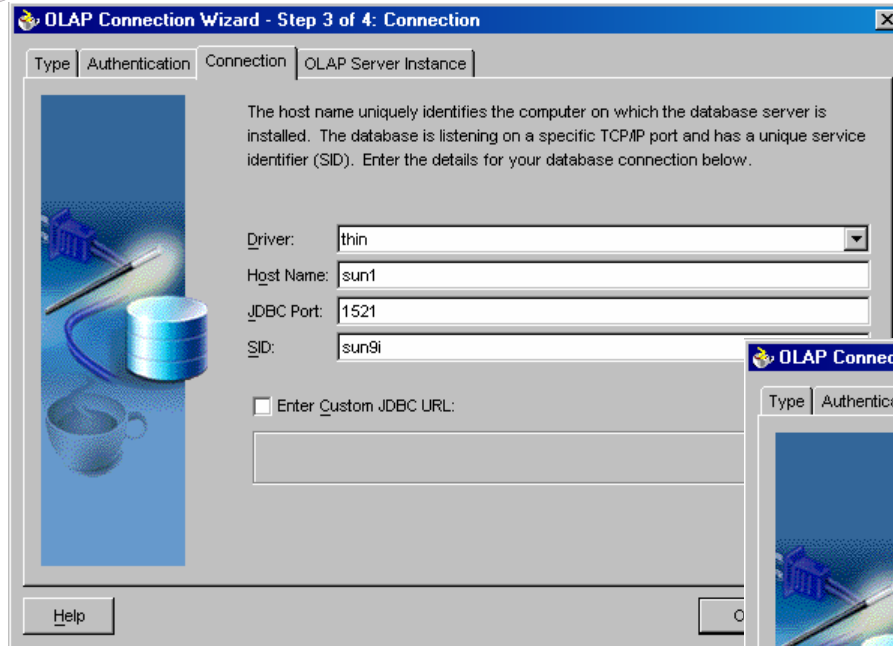 OLAP Connection Wizard - Step 3 of 4: Connection
Type Authentication Connection OLAP Server Instance
The host name uniquely identifies the computer on which the database server is
installed. The database is listening on a specific TCP/IP port and has a unique service
identifier (SID). Enter the details for your database connection below.
Driver: thin
Host Name: sun1
JDBC Port: 1521
SID: sun9i
Enter Custom JDBC URL:
Help
OLAP Connec
Type Authentica